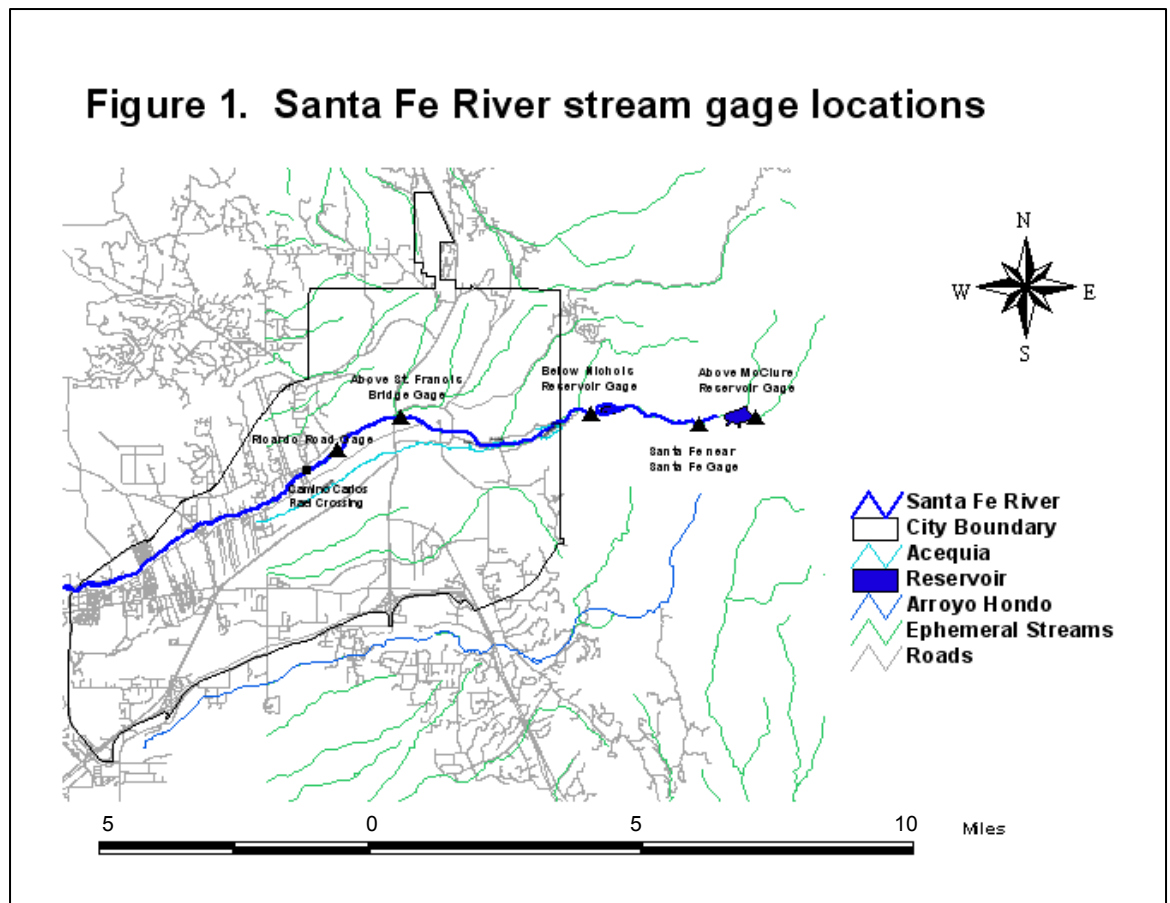 Figure 1. Santa Fe River stream gage locations
N
W E
S
Above St. Francis
Bridge Gage
Below Nichols
Reservoir Gage
Above McClure
Reservoir Gage
Ricardo Road Gage
Santa Fe near
Santa Fe Gage
Camino Carlos
Rael Crossing
Santa Fe River
City Boundary
Acequia
Reservoir
Arroyo Hondo
Ephemeral Streams
Roads
5 0 5 10 Miles